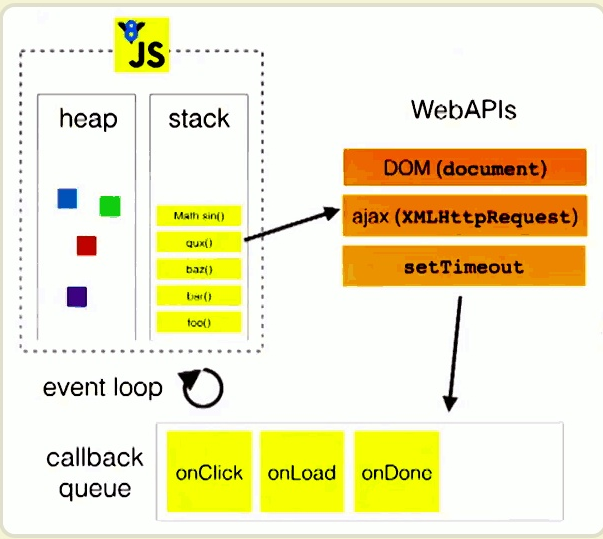 JS
heap
stack
Math sin()
qux()
baz()
bar()
foo()
WebAPIs
DOM (document)
ajax (XMLHttpRequest)
setTimeout
event loop
callback
queue
onClick
onLoad
onDone